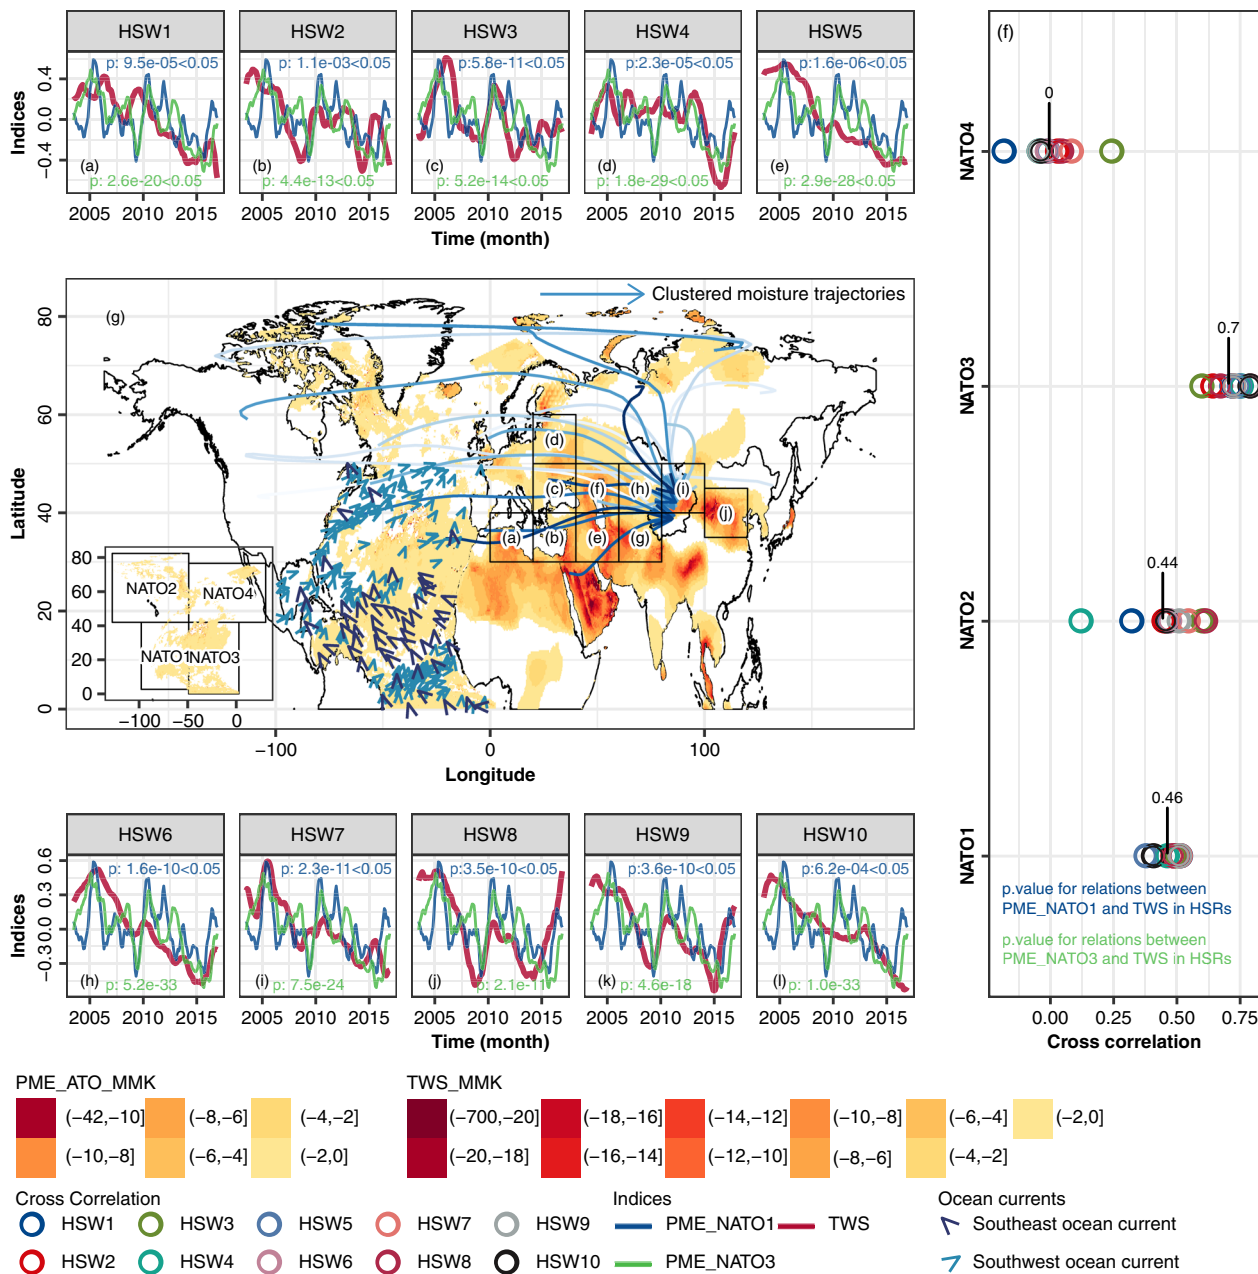 HSW1 HSW2 HSW3 HSW4 HSW5
(f)
p: 9.5e-05<0.05 p: 1.1e-03<0.05 p:5.8e-11<0.05 p:2.3e-05<0.05 p:1.6e-06<0.05
Indices
0.4
0.0
−0.4
(a) (b) (c) (d) (e)
p: 2.6e-20<0.05 p: 4.4e-13<0.05 p: 5.2e-14<0.05 p: 1.8e-29<0.05 p: 2.9e-28<0.05
2005 2010 2015 2005 2010 2015 2005 2010 2015 2005 2010 2015 2005 2010 2015
Time (month)
NATO4
0
NATO3
0.7
NATO2
0.44
NATO1
0.46
p.value for relations between
PME_NATO1 and TWS in HSRs
p.value for relations between
PME_NATO3 and TWS in HSRs
0.00 0.25 0.50 0.75
Cross correlation
(g)
Clustered moisture trajectories
Latitude
80
60
40
20
0
(d)
(c) (f) (h) (i)
(j)
(a) (b) (e) (g)
80
60
40
20
0
NATO2 NATO4
NATO1 NATO3
−100 −50 0
−100 0 100
Longitude
HSW6 HSW7 HSW8 HSW9 HSW10
p: 1.6e-10<0.05 p: 2.3e-11<0.05 p:3.5e-10<0.05 p:3.6e-10<0.05 p:6.2e-04<0.05
Indices
0.6
0.3
0.0
−0.3
(h) (i) (j) (k) (l)
p: 5.2e-33 p: 7.5e-24 p: 2.1e-11 p: 4.6e-18 p: 1.0e-33
2005 2010 2015 2005 2010 2015 2005 2010 2015 2005 2010 2015 2005 2010 2015
Time (month)
PME_ATO_MMK
(−42,−10] (−8,−6] (−4,−2]
(−10,−8] (−6,−4] (−2,0]
TWS_MMK
(−700,−20] (−18,−16] (−14,−12] (−10,−8] (−6,−4] (−2,0]
(−20,−18] (−16,−14] (−12,−10] (−8,−6] (−4,−2]
Cross Correlation
HSW1 HSW3 HSW5 HSW7 HSW9
HSW2 HSW4 HSW6 HSW8 HSW10
Indices
PME_NATO1 TWS
PME_NATO3
Ocean currents
Southeast ocean current
Southwest ocean current